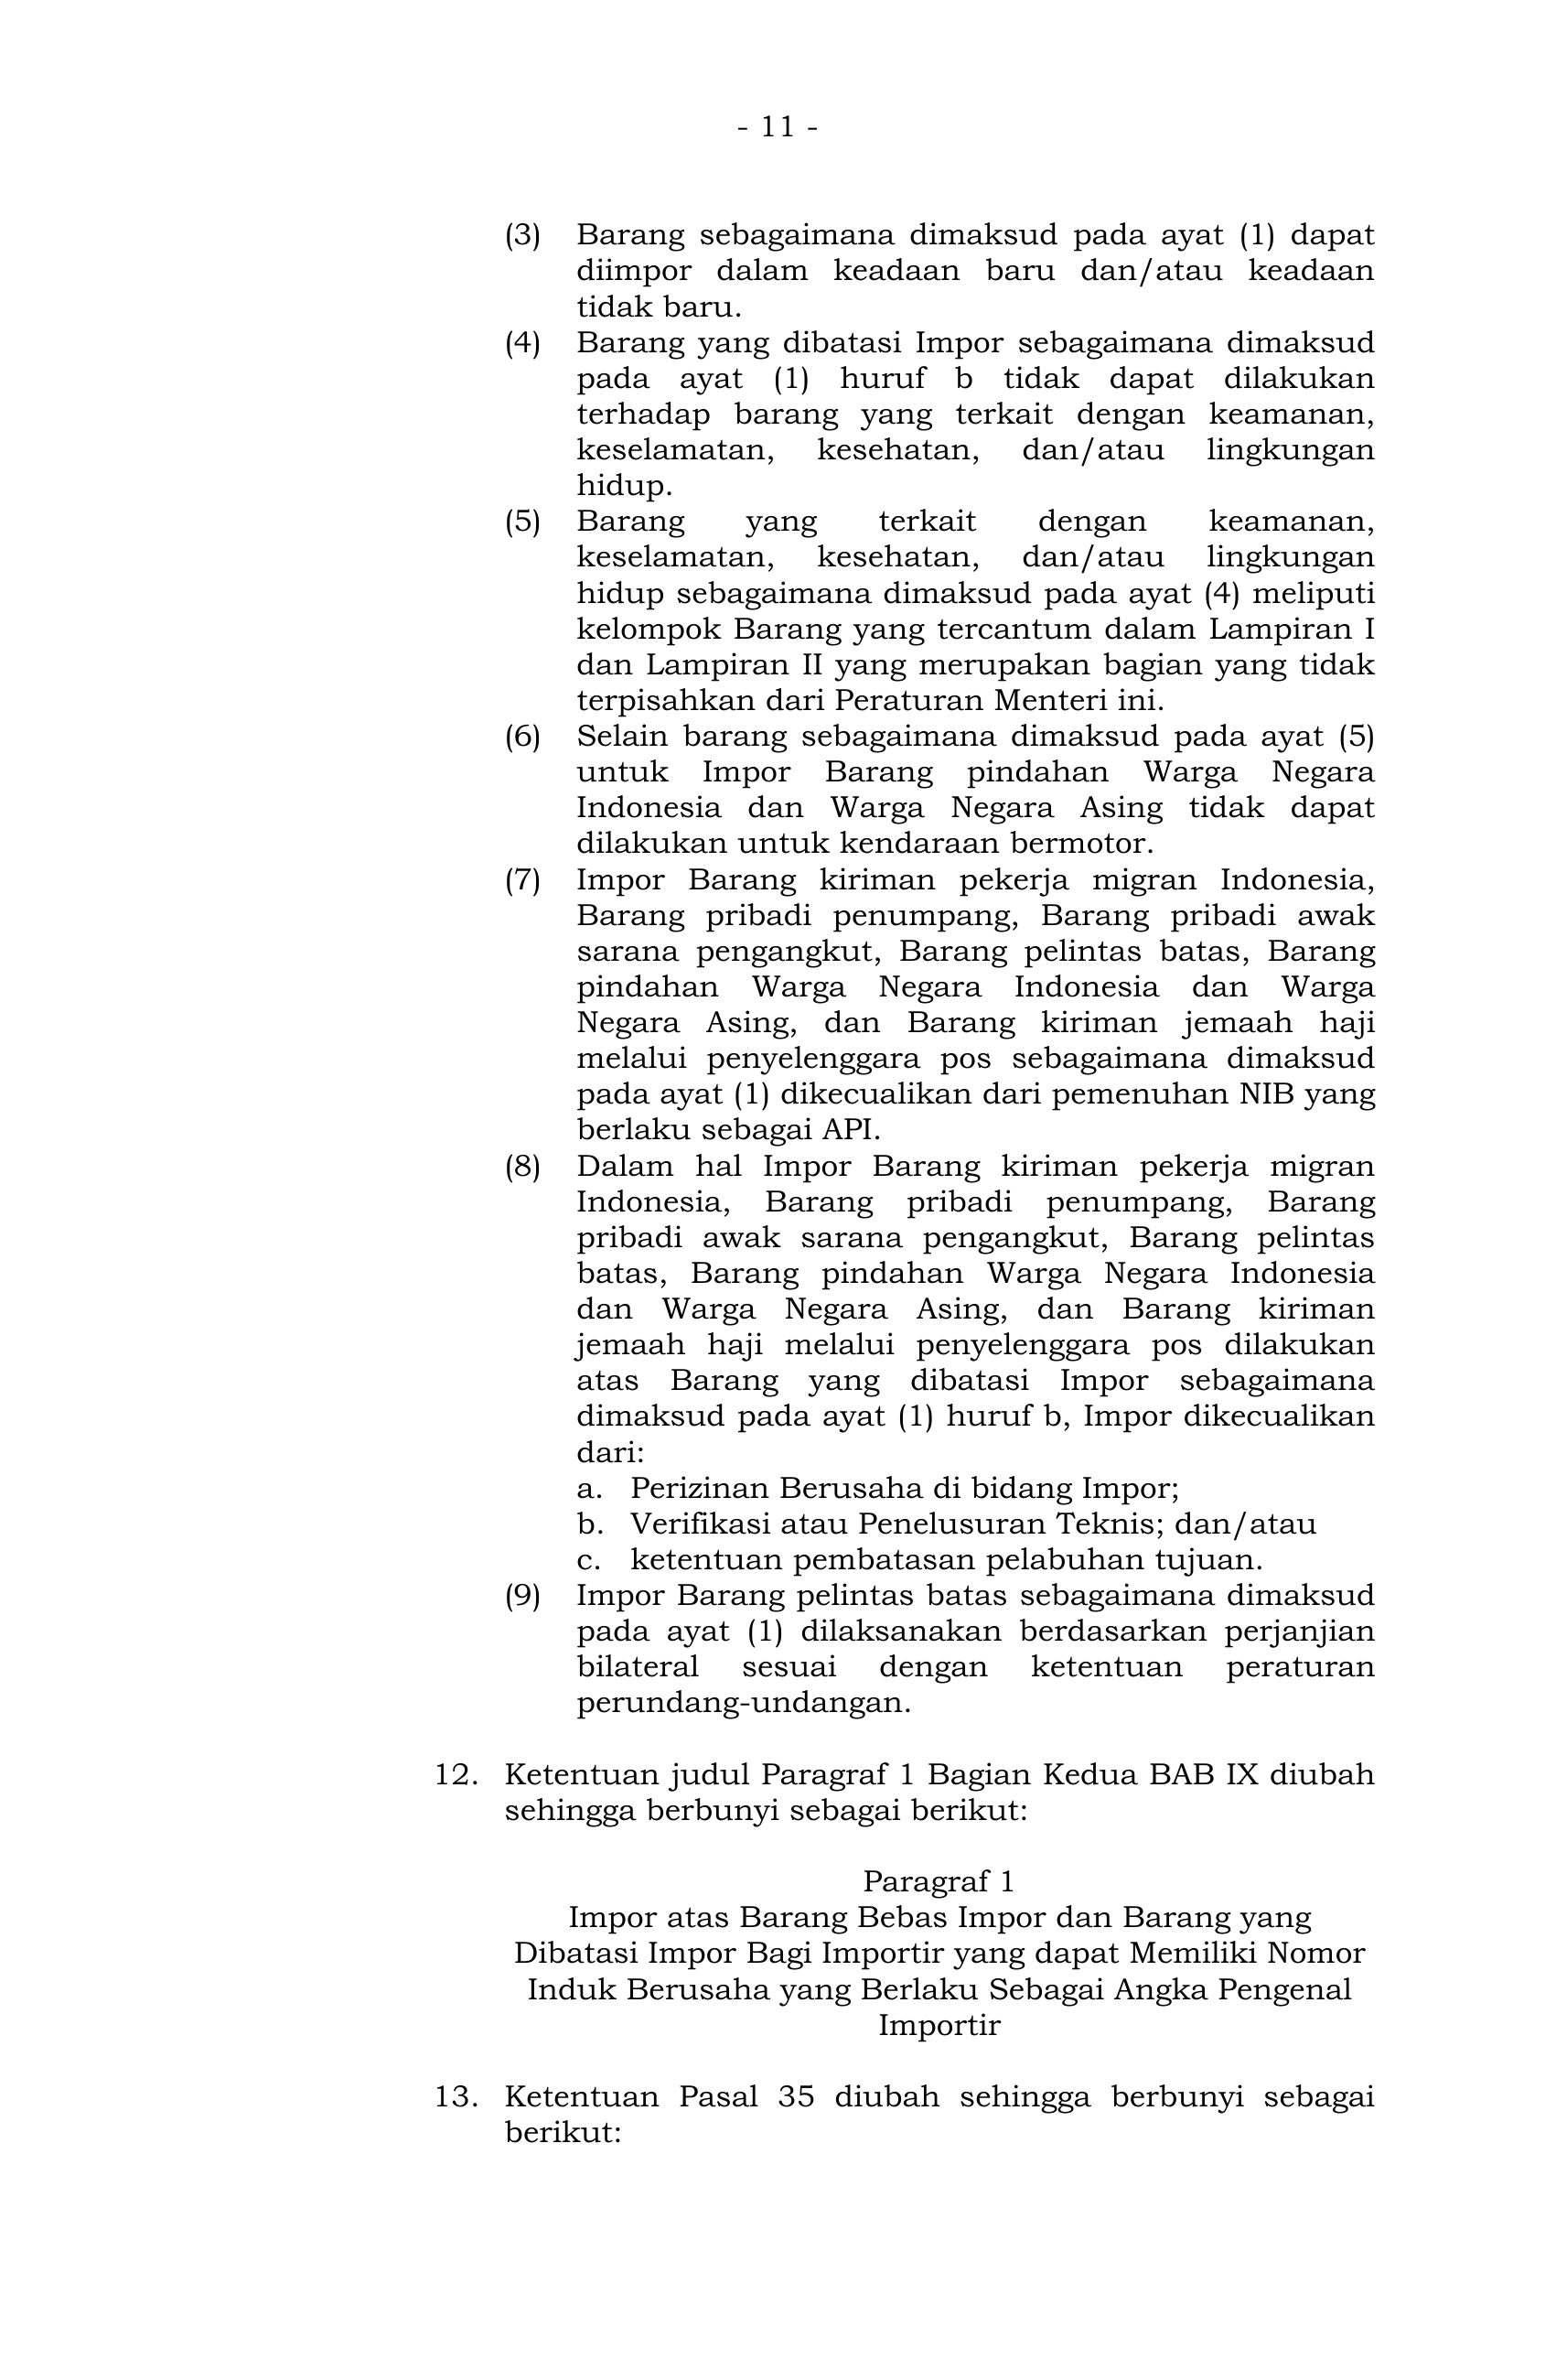 - 11 -
(3) Barang sebagaimana dimaksud pada ayat (1) dapat
diimpor dalam keadaan baru dan/atau keadaan
tidak baru.
(4) Barang yang dibatasi Impor sebagaimana dimaksud
pada ayat (1) huruf b tidak dapat dilakukan
terhadap barang yang terkait dengan keamanan,
keselamatan, kesehatan, dan/atau lingkungan
hidup.
(5) Barang yang terkait dengan keamanan,
keselamatan, kesehatan, dan/atau lingkungan
hidup sebagaimana dimaksud pada ayat (4) meliputi
kelompok Barang yang tercantum dalam Lampiran I
dan Lampiran II yang merupakan bagian yang tidak
terpisahkan dari Peraturan Menteri ini.
(6) Selain barang sebagaimana dimaksud pada ayat (5)
untuk Impor Barang pindahan Warga Negara
Indonesia dan Warga Negara Asing tidak dapat
dilakukan untuk kendaraan bermotor.
(7) Impor Barang kiriman pekerja migran Indonesia,
Barang pribadi penumpang, Barang pribadi awak
sarana pengangkut, Barang pelintas batas, Barang
pindahan Warga Negara Indonesia dan Warga
Negara Asing, dan Barang kiriman jemaah haji
melalui penyelenggara pos sebagaimana dimaksud
pada ayat (1) dikecualikan dari pemenuhan NIB yang
berlaku sebagai API.
(8) Dalam hal Impor Barang kiriman pekerja migran
Indonesia, Barang pribadi penumpang, Barang
pribadi awak sarana pengangkut, Barang pelintas
batas, Barang pindahan Warga Negara Indonesia
dan Warga Negara Asing, dan Barang kiriman
jemaah haji melalui penyelenggara pos dilakukan
atas Barang yang dibatasi Impor sebagaimana
dimaksud pada ayat (1) huruf b, Impor dikecualikan
dari:
a. Perizinan Berusaha di bidang Impor;
b. Verifikasi atau Penelusuran Teknis; dan/atau
c. ketentuan pembatasan pelabuhan tujuan.
(9) Impor Barang pelintas batas sebagaimana dimaksud
pada ayat (1) dilaksanakan berdasarkan perjanjian
bilateral sesuai dengan ketentuan peraturan
perundang-undangan.
12. Ketentuan judul Paragraf 1 Bagian Kedua BAB IX diubah
sehingga berbunyi sebagai berikut:
Paragraf 1
Impor atas Barang Bebas Impor dan Barang yang
Dibatasi Impor Bagi Importir yang dapat Memiliki Nomor
Induk Berusaha yang Berlaku Sebagai Angka Pengenal
Importir
13. Ketentuan Pasal 35 diubah sehingga berbunyi sebagai
berikut: